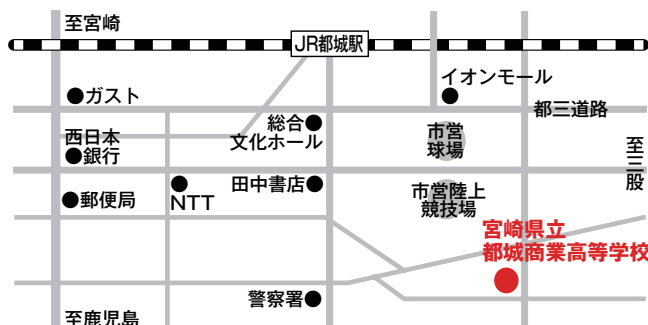 至宮崎
JR都城駅
イオンモール
ガスト
都三道路
総合
文化ホール
市営
球場
西日本
銀行
至三股
郵便局
NTT
田中書店
市営陸上
競技場
宮崎県立
都城商業高等学校
警察署
至鹿児島